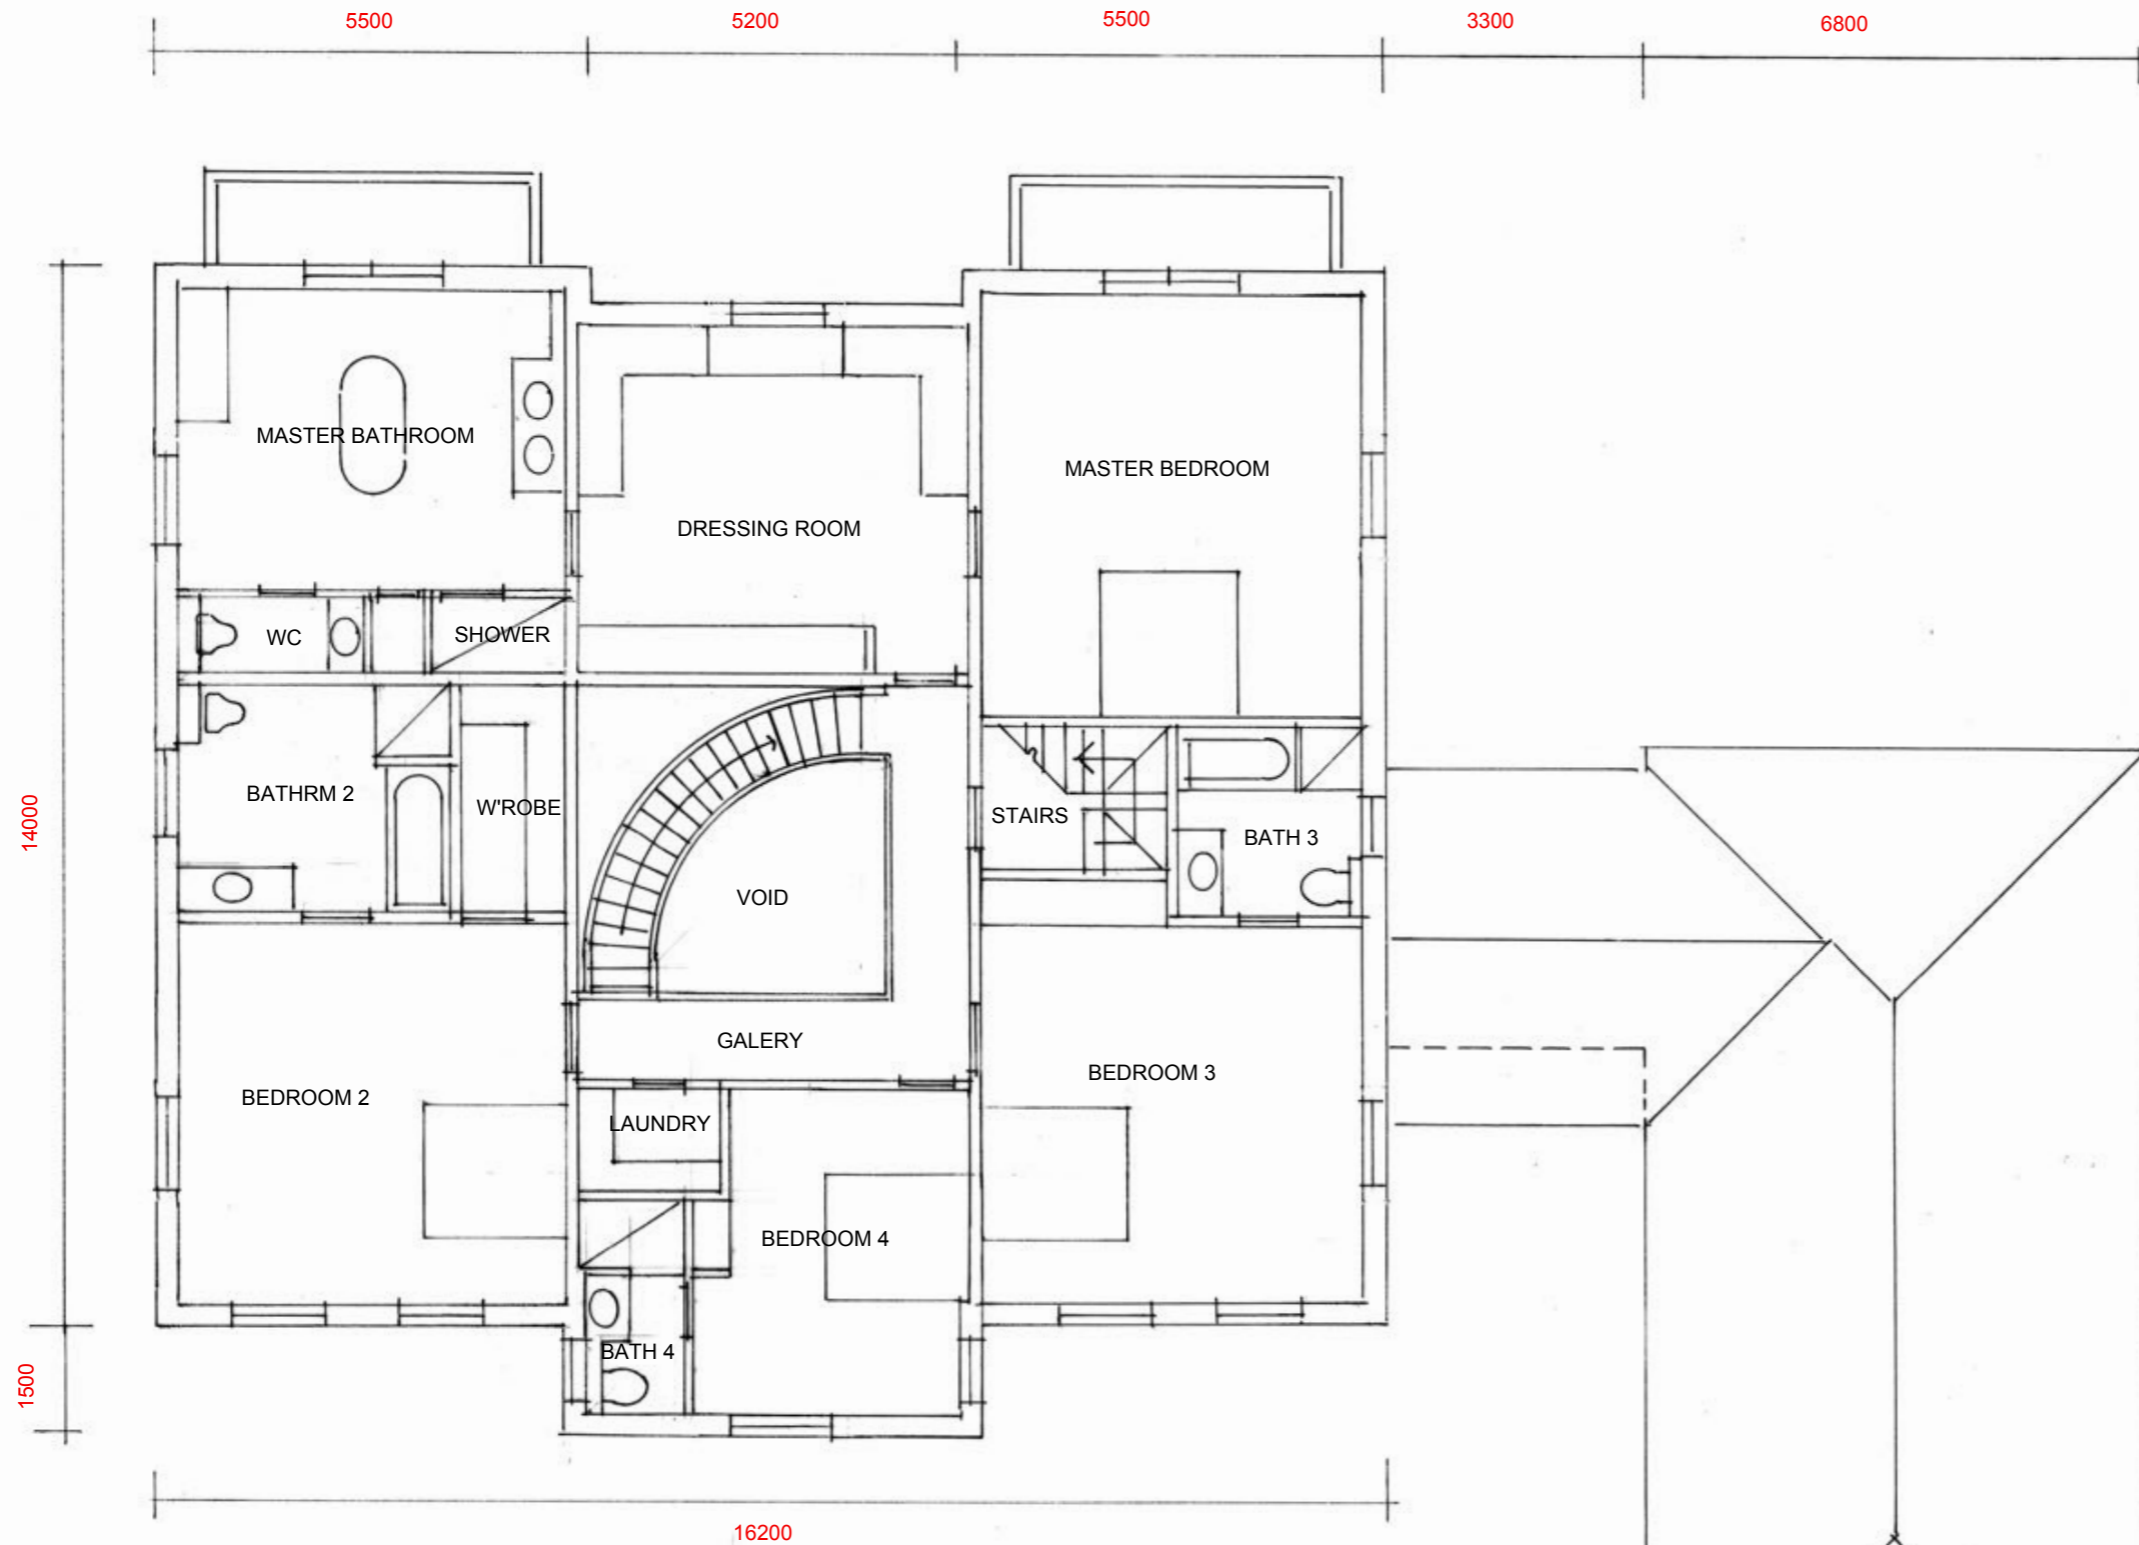 5500
5200
5500
3300
6800
MASTER BATHROOM
MASTER BEDROOM
DRESSING ROOM
WC
SHOWER
BATHRM 2
W'ROBE
STAIRS
BATH 3
14000
VOID
GALERY
BEDROOM 2
BEDROOM 3
LAUNDRY
BEDROOM 4
BATH 4
1500
16200